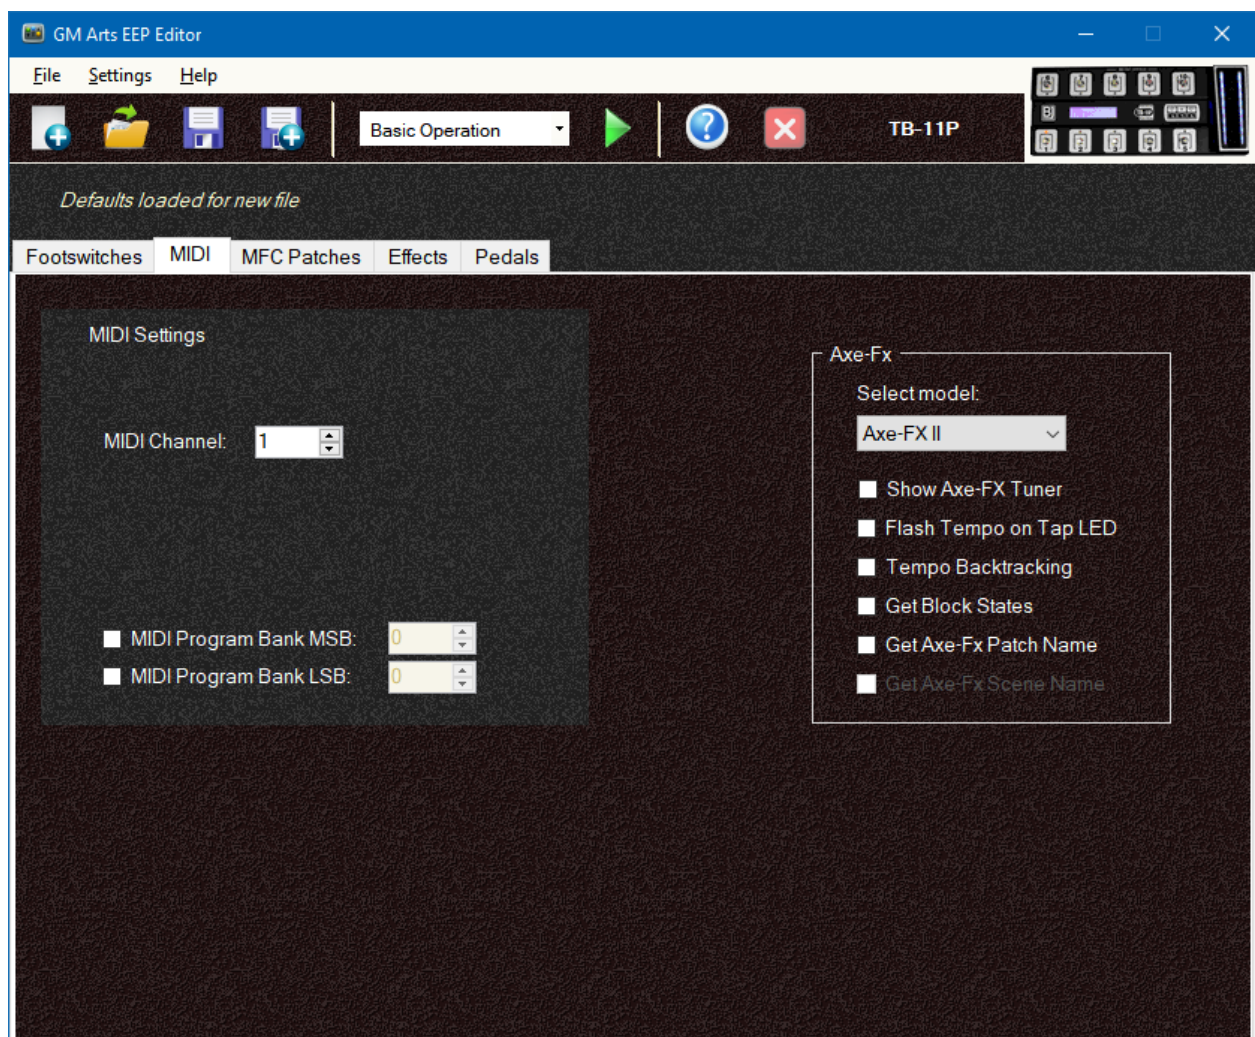 GM Arts EEP Editor
File Settings Help
Basic Operation
TB-11P
Defaults loaded for new file
Footswitches MIDI MFC Patches Effects Pedals
MIDI Settings
Axe-Fx
Select model:
MIDI Channel: 1
Axe-FX II
Show Axe-FX Tuner
Flash Tempo on Tap LED
Tempo Backtracking
Get Block States
MIDI Program Bank MSB: 0
Get Axe-Fx Patch Name
MIDI Program Bank LSB: 0
Get Axe-Fx Scene Name